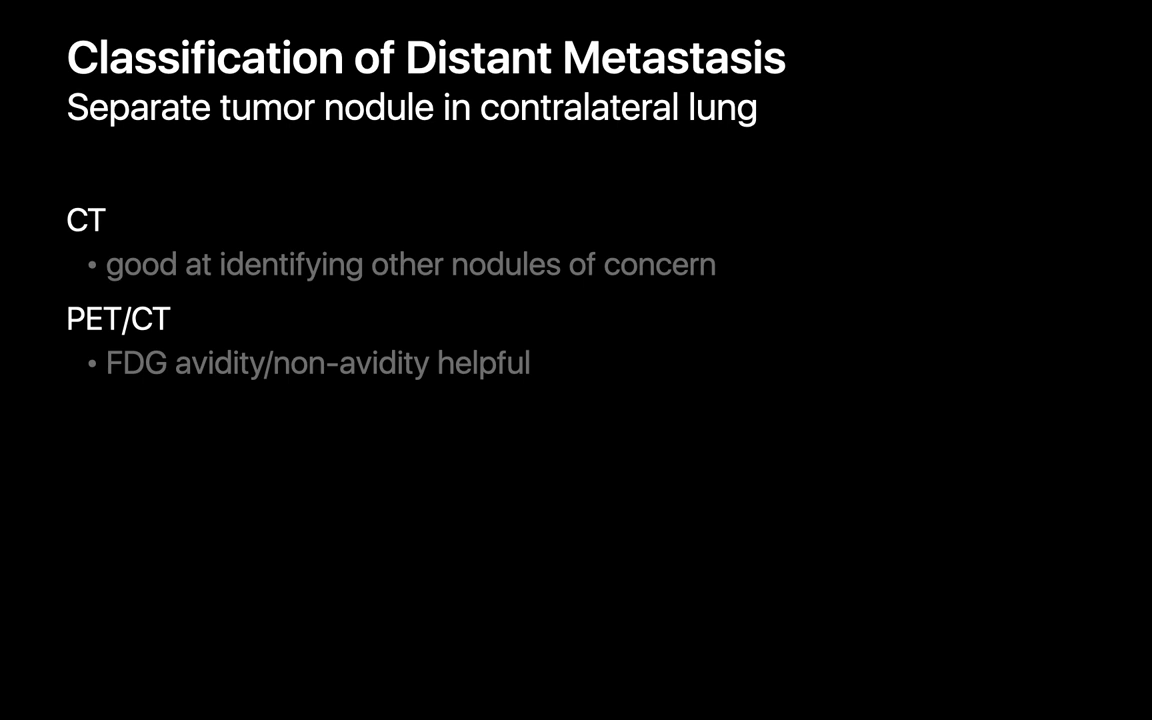 Classification of Distant Metastasis
Separate tumor nodule in contralateral lung
CT
• good at identifying other nodules of concern
PET/CT
• FDG avidity/non-avidity helpful